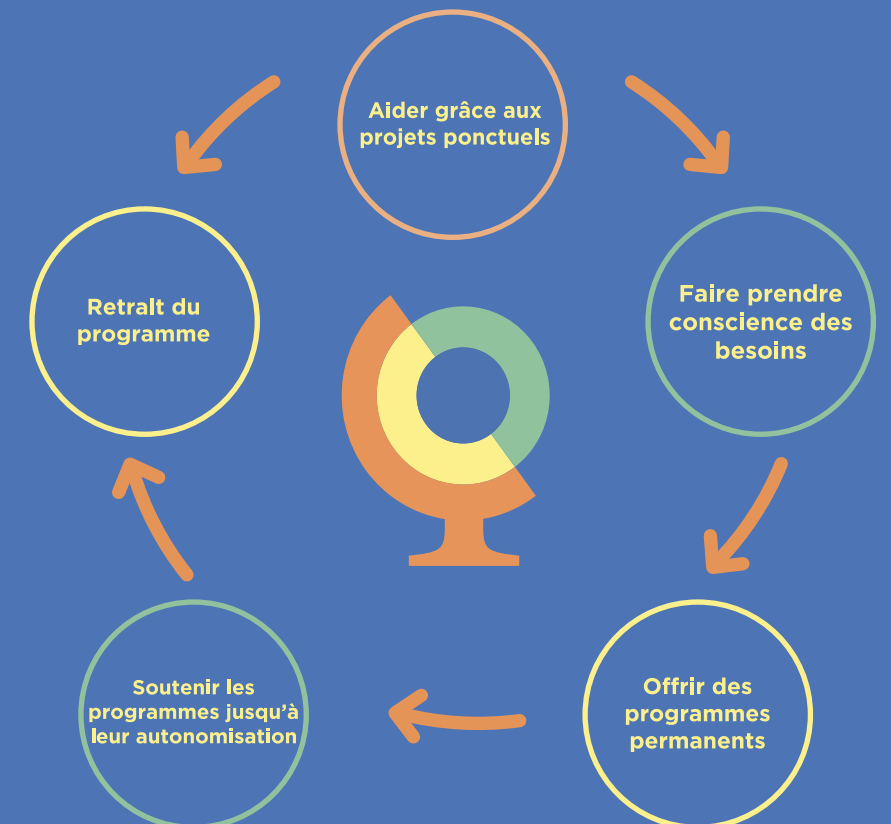 Aider grâce aux
projets ponctuels
Faire prendre
conscience des
besoins
Offrir des
programmes
permanents
Soutenir les
programmes jusqu'à
leur autonomisation
Retralt du
programme